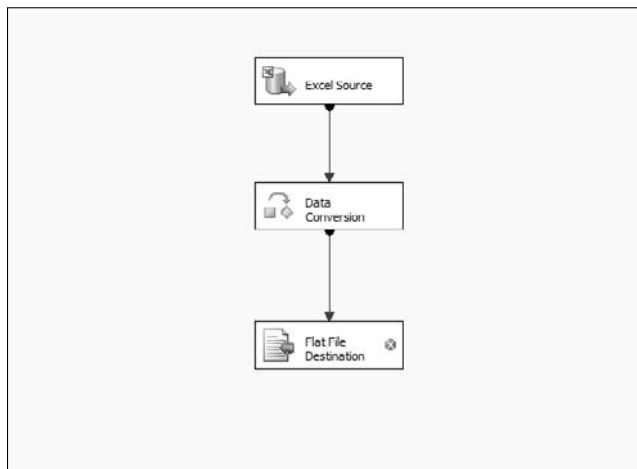 Excel Source
Data
Conversion
Flat File
Destination